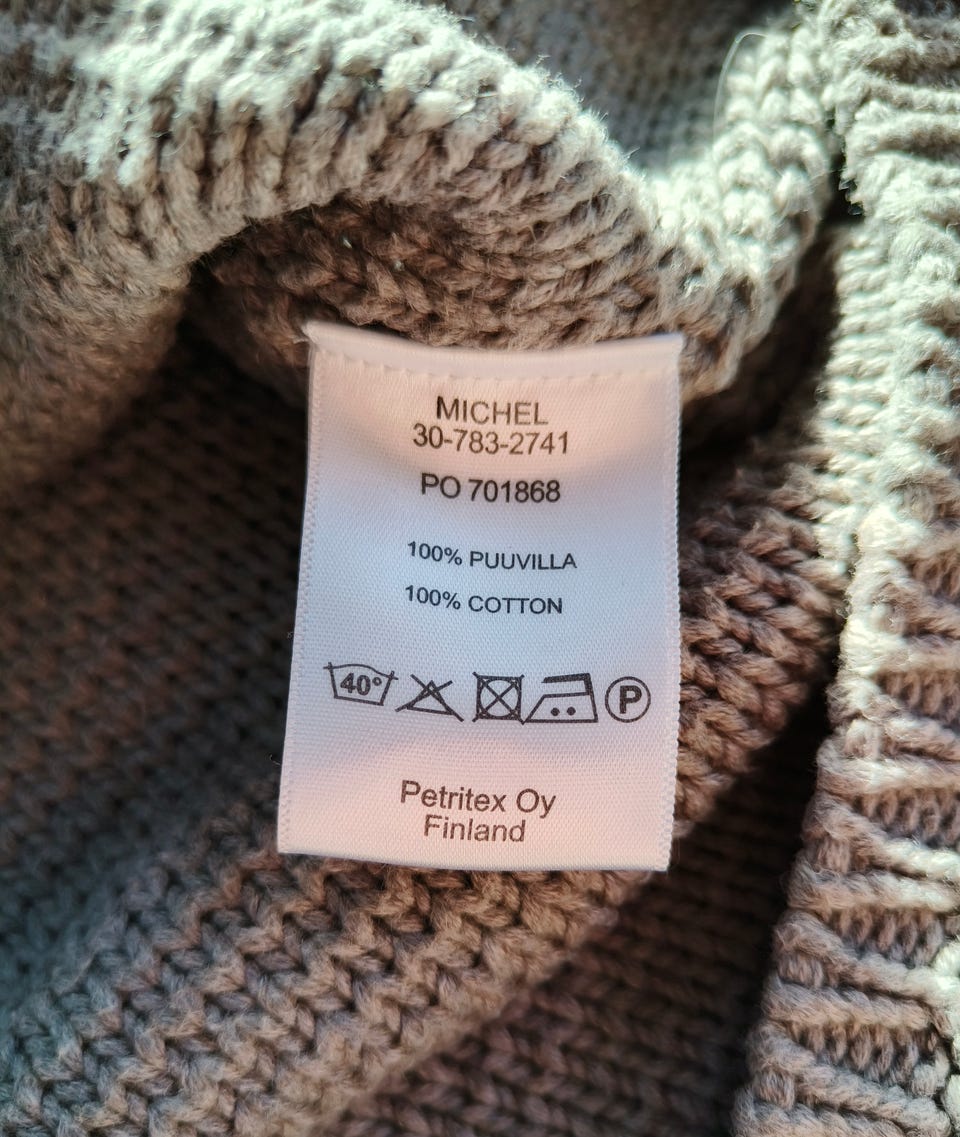 MICHEL
30-783-2741
PO 701868
100% PUUVILLA
100% COTTON
40° P
Petritex Oy
Finland